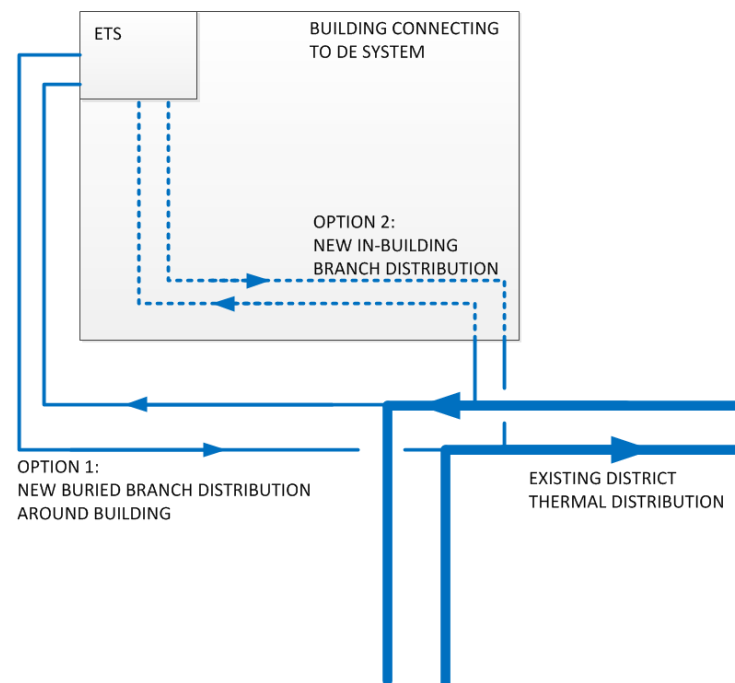 ETS
BUILDING CONNECTING
TO DE SYSTEM
OPTION 2:
NEW IN-BUILDING
BRANCH DISTRIBUTION
OPTION 1:
NEW BURIED BRANCH DISTRIBUTION
AROUND BUILDING
EXISTING DISTRICT
THERMAL DISTRIBUTION